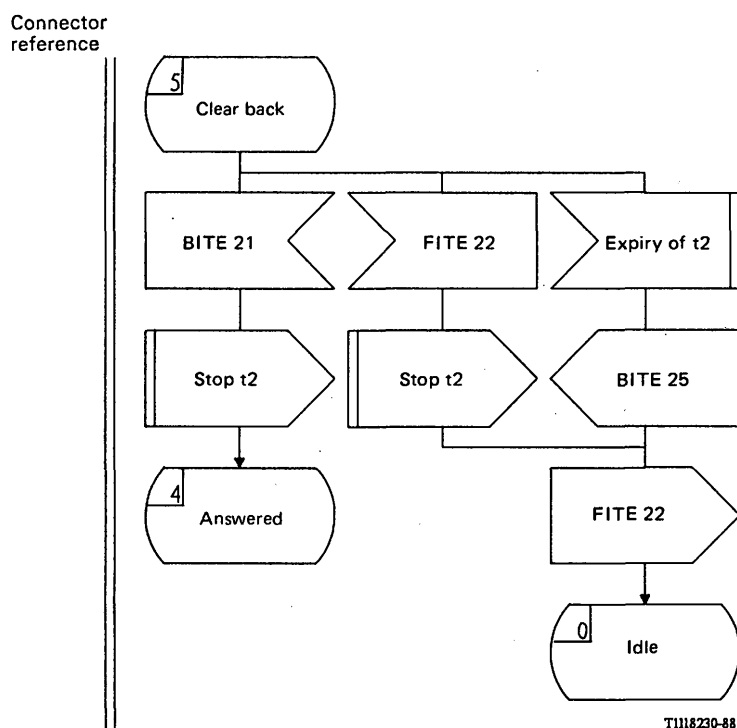 Connector
reference
5
Clear back
BITE 21
FITE 22
Expiry of t2
Stop t2
Stop t2
BITE 25
4
Answered
FITE 22
0
Idle
T1118230-88